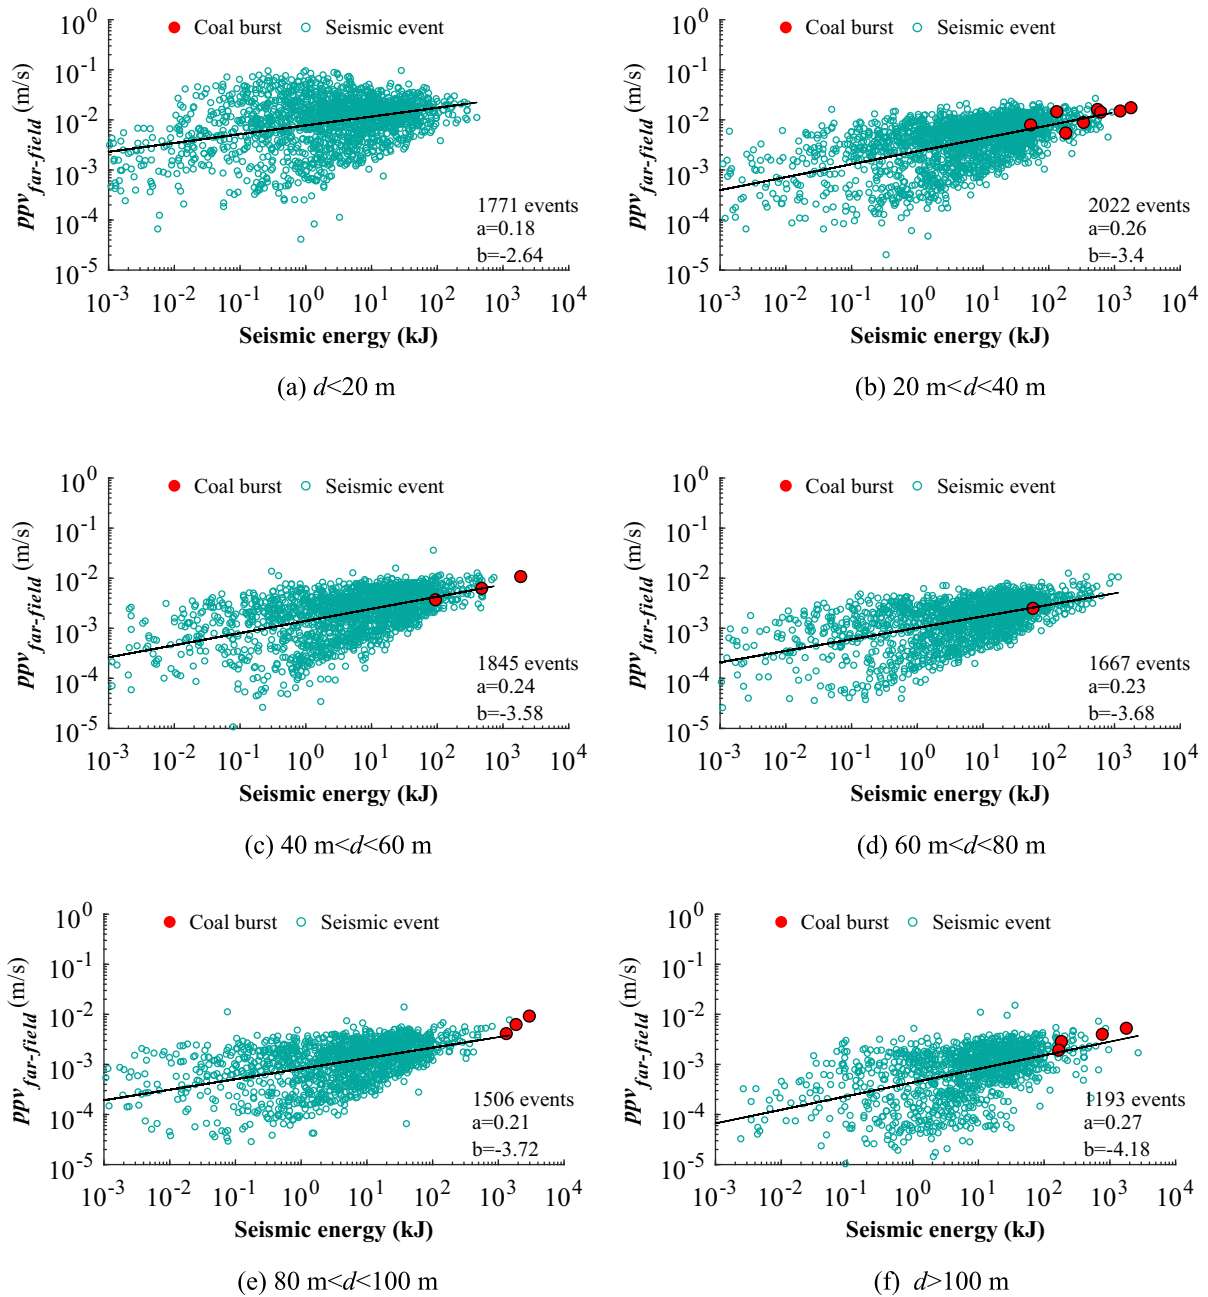 Coal burst Seismic event
10^0
10^-1
10^-2
10^-3
10^-4
10^-5
ppv_far-field (m/s)
1771 events
a=0.18
b=-2.64
10^-3 10^-2 10^-1 10^0 10^1 10^2 10^3 10^4
Seismic energy (kJ)
(a) d<20 m
Coal burst Seismic event
10^0
10^-1
10^-2
10^-3
10^-4
10^-5
ppv_far-field (m/s)
2022 events
a=0.26
b=-3.4
10^-3 10^-2 10^-1 10^0 10^1 10^2 10^3 10^4
Seismic energy (kJ)
(b) 20 m<d<40 m
Coal burst Seismic event
10^0
10^-1
10^-2
10^-3
10^-4
10^-5
ppv_far-field (m/s)
1845 events
a=0.24
b=-3.58
10^-3 10^-2 10^-1 10^0 10^1 10^2 10^3 10^4
Seismic energy (kJ)
(c) 40 m<d<60 m
Coal burst Seismic event
10^0
10^-1
10^-2
10^-3
10^-4
10^-5
ppv_far-field (m/s)
1667 events
a=0.23
b=-3.68
10^-3 10^-2 10^-1 10^0 10^1 10^2 10^3 10^4
Seismic energy (kJ)
(d) 60 m<d<80 m
Coal burst Seismic event
10^0
10^-1
10^-2
10^-3
10^-4
10^-5
ppv_far-field (m/s)
1506 events
a=0.21
b=-3.72
10^-3 10^-2 10^-1 10^0 10^1 10^2 10^3 10^4
Seismic energy (kJ)
(e) 80 m<d<100 m
Coal burst Seismic event
10^0
10^-1
10^-2
10^-3
10^-4
10^-5
ppv_far-field (m/s)
1193 events
a=0.27
b=-4.18
10^-3 10^-2 10^-1 10^0 10^1 10^2 10^3 10^4
Seismic energy (kJ)
(f) d>100 m